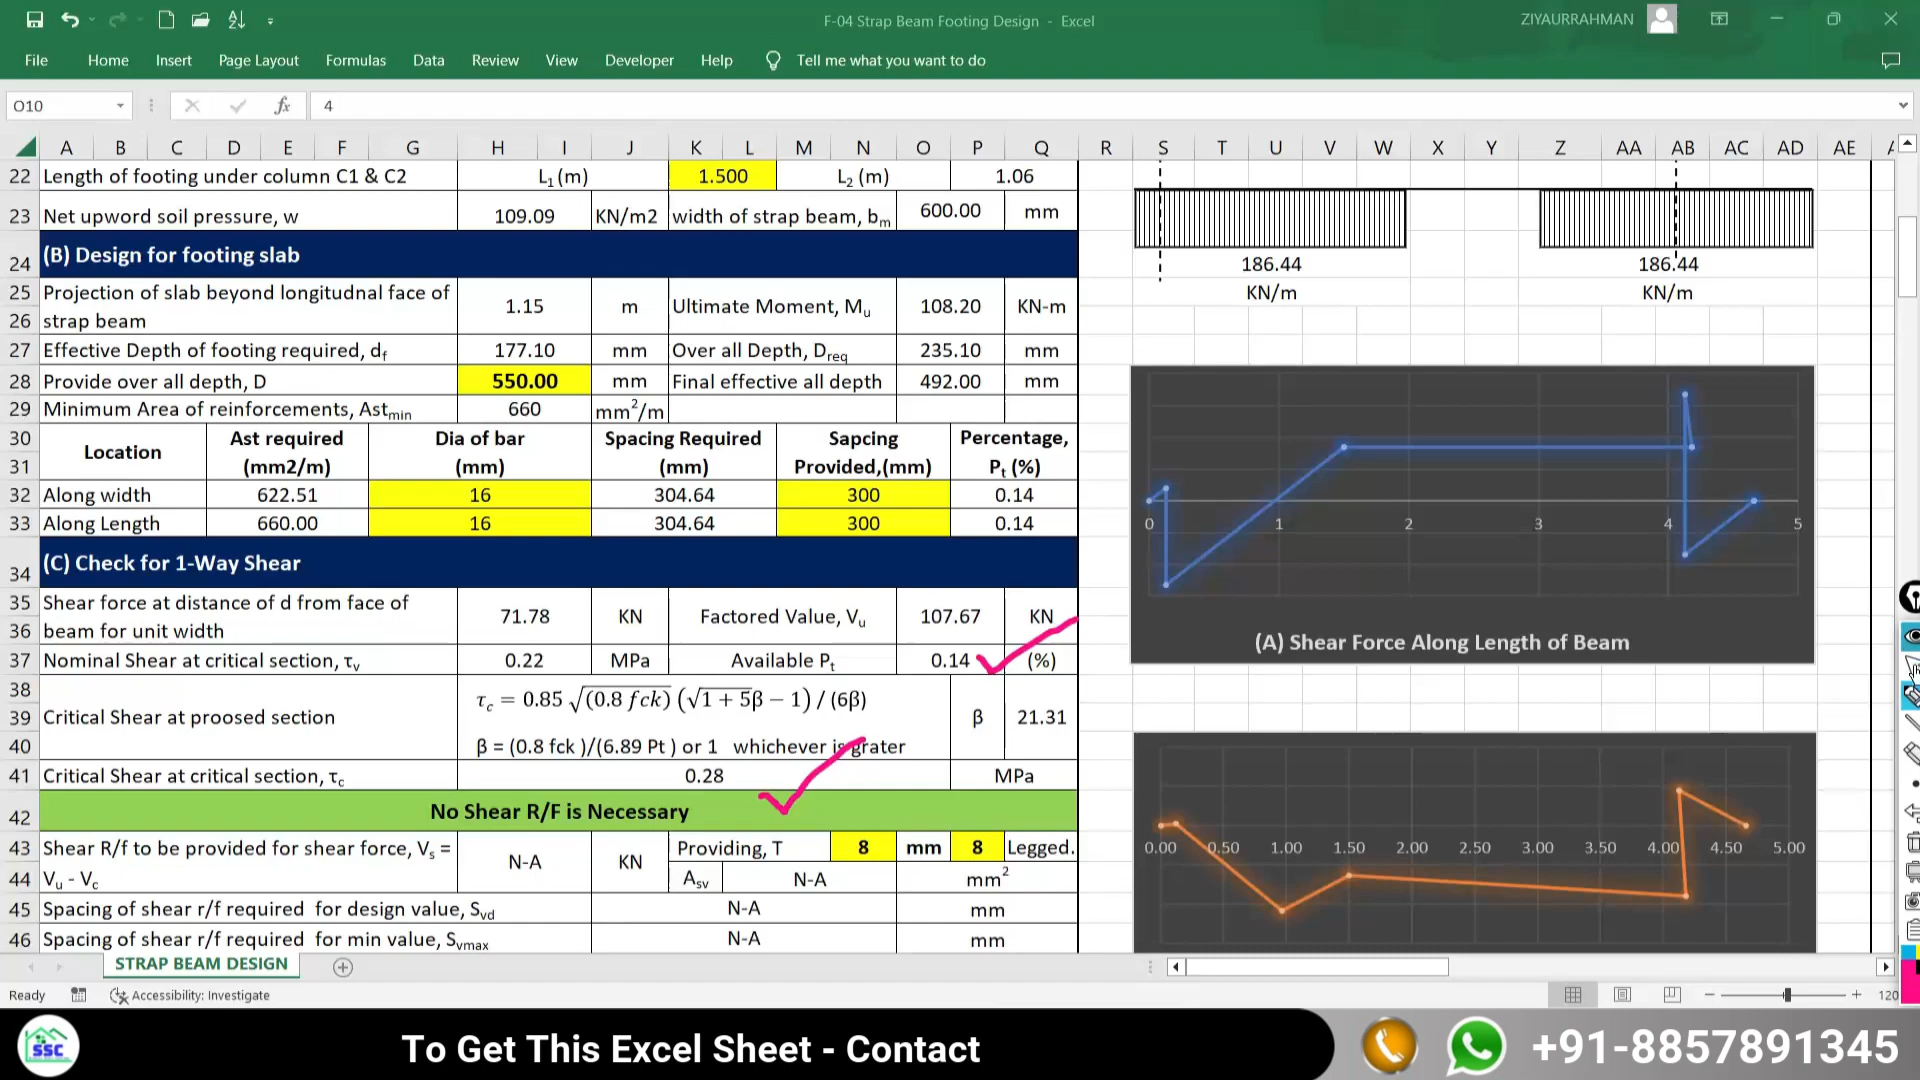 F-04 Strap Beam Footing Design - Excel
ZIYAURRAHMAN
File Home Insert Page Layout Formulas Data Review View Developer Help Tell me what you want to do
O10 fx 4
A B C D E F G H I J K L M N O P Q R S T U V W X Y Z AA AB AC AD AE
22 Length of footing under column C1 & C2 L1 (m) 1.500 L2 (m) 1.06
23 Net upword soil pressure, w 109.09 KN/m2 width of strap beam, bm 600.00 mm
24 (B) Design for footing slab
25 Projection of slab beyond longitudnal face of
26 strap beam 1.15 m Ultimate Moment, Mu 108.20 KN-m
27 Effective Depth of footing required, df 177.10 mm Over all Depth, Dreq 235.10 mm
28 Provide over all depth, D 550.00 mm Final effective all depth 492.00 mm
29 Minimum Area of reinforcements, Astmin 660 mm2/m
30 Location Ast required Dia of bar Spacing Required Sapcing Percentage,
31 (mm2/m) (mm) (mm) Provided,(mm) Pt (%)
32 Along width 622.51 16 304.64 300 0.14
33 Along Length 660.00 16 304.64 300 0.14
34 (C) Check for 1-Way Shear
35 Shear force at distance of d from face of
36 beam for unit width 71.78 KN Factored Value, Vu 107.67 KN
37 Nominal Shear at critical section, τv 0.22 MPa Available Pt 0.14 (%)
38 τc = 0.85 √(0.8 fck) (√1 + 5β − 1) / (6β)
39 Critical Shear at proosed section β 21.31
40 β = (0.8 fck )/(6.89 Pt ) or 1 whichever is grater
41 Critical Shear at critical section, τc 0.28 MPa
42 No Shear R/F is Necessary
43 Shear R/f to be provided for shear force, Vs = N-A KN Providing, T 8 mm 8 Legged.
44 Vu - Vc Asv N-A mm2
45 Spacing of shear r/f required for design value, Svd N-A mm
46 Spacing of shear r/f required for min value, Svmax N-A mm
186.44 186.44
KN/m KN/m
0 1 2 3 4 5
(A) Shear Force Along Length of Beam
0.00 0.50 1.00 1.50 2.00 2.50 3.00 3.50 4.00 4.50 5.00
STRAP BEAM DESIGN
Ready Accessibility: Investigate 120
SSC
To Get This Excel Sheet - Contact +91-8857891345